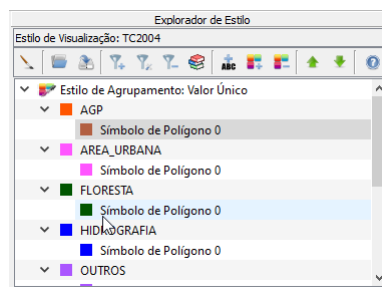 Explorador de Estilo
Estilo de Visualização: TC2004
ABC
Estilo de Agrupamento: Valor Único
AGP
Símbolo de Polígono 0
AREA_URBANA
Símbolo de Polígono 0
FLORESTA
Símbolo de Polígono 0
HIDROGRAFIA
Símbolo de Polígono 0
OUTROS